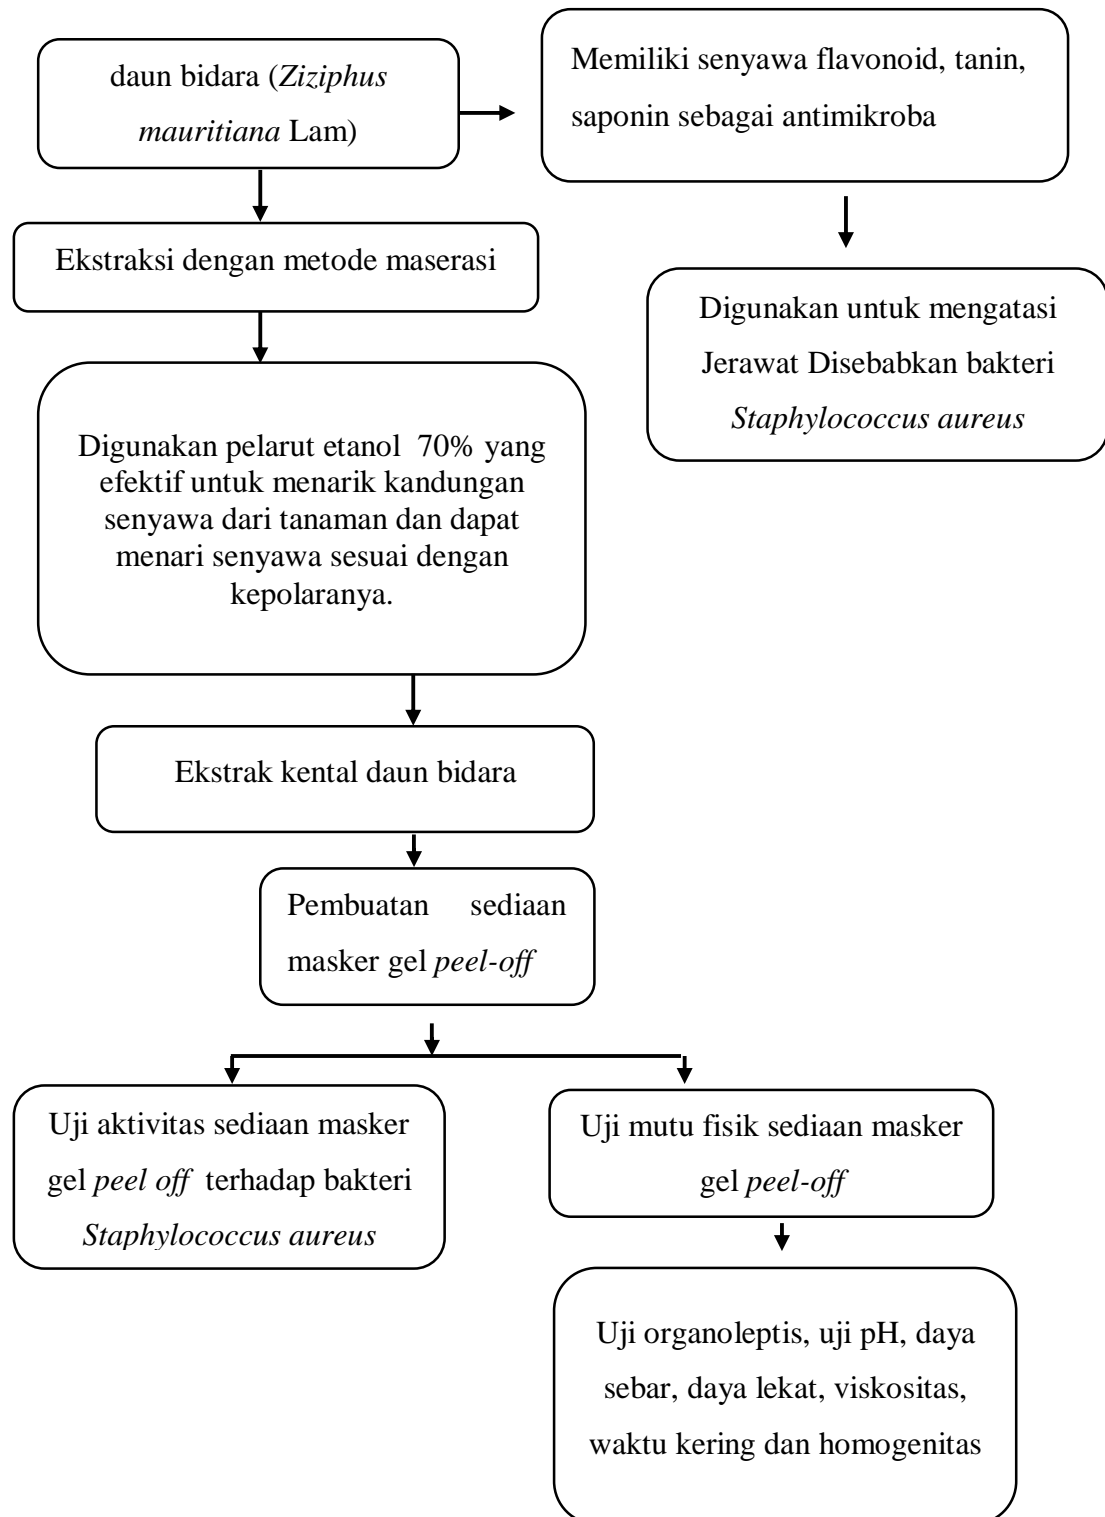 daun bidara (Ziziphus
mauritiana Lam)
Memiliki senyawa flavonoid, tanin,
saponin sebagai antimikroba
Ekstraksi dengan metode maserasi
Digunakan untuk mengatasi
Jerawat Disebabkan bakteri
Staphylococcus aureus
Digunakan pelarut etanol 70% yang
efektif untuk menarik kandungan
senyawa dari tanaman dan dapat
menari senyawa sesuai dengan
kepolaranya.
Ekstrak kental daun bidara
Pembuatan sediaan
masker gel peel-off
Uji aktivitas sediaan masker
gel peel off terhadap bakteri
Staphylococcus aureus
Uji mutu fisik sediaan masker
gel peel-off
Uji organoleptis, uji pH, daya
sebar, daya lekat, viskositas,
waktu kering dan homogenitas